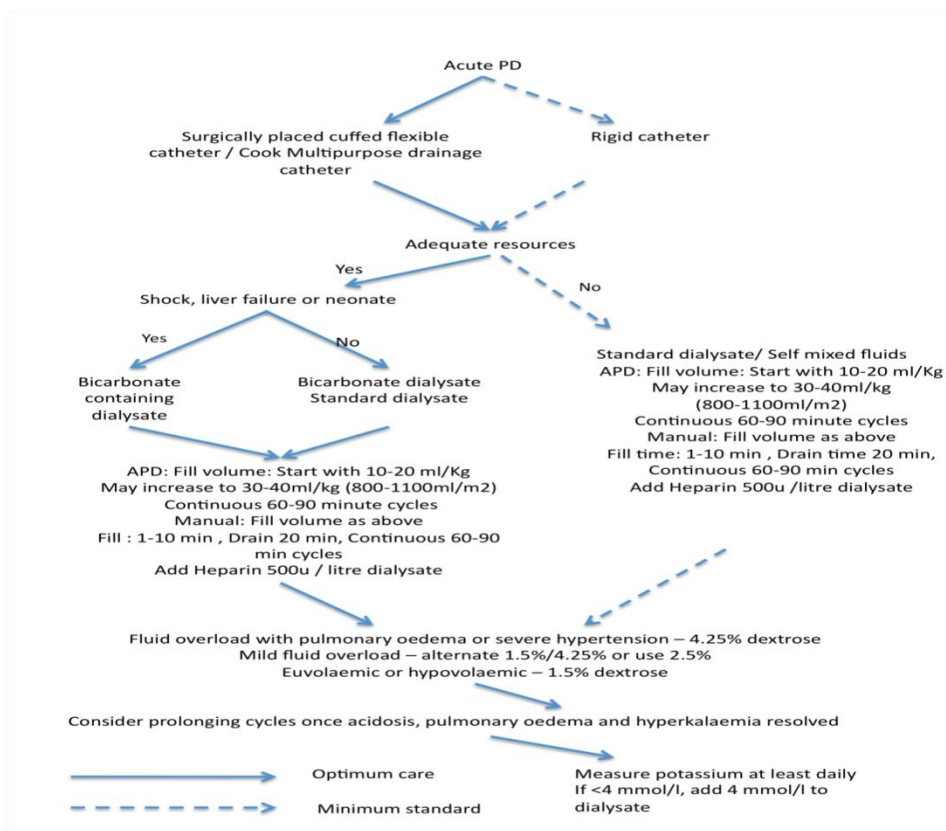 Acute PD
Surgically placed cuffed flexible
catheter / Cook Multipurpose drainage
catheter
Rigid catheter
Adequate resources
Yes
No
Shock, liver failure or neonate
Yes
No
Bicarbonate
containing
dialysate
Bicarbonate dialysate
Standard dialysate
Standard dialysate/ Self mixed fluids
APD: Fill volume: Start with 10-20 ml/Kg
May increase to 30-40ml/kg
(800-1100ml/m2)
Continuous 60-90 minute cycles
Manual: Fill volume as above
Fill time: 1-10 min , Drain time 20 min,
Continuous 60-90 min cycles
Add Heparin 500u /litre dialysate
APD: Fill volume: Start with 10-20 ml/Kg
May increase to 30-40ml/kg (800-1100ml/m2)
Continuous 60-90 minute cycles
Manual: Fill volume as above
Fill : 1-10 min , Drain 20 min, Continuous 60-90
min cycles
Add Heparin 500u / litre dialysate
Fluid overload with pulmonary oedema or severe hypertension – 4.25% dextrose
Mild fluid overload – alternate 1.5%/4.25% or use 2.5%
Euvolaemic or hypovolaemic – 1.5% dextrose
Consider prolonging cycles once acidosis, pulmonary oedema and hyperkalaemia resolved
Measure potassium at least daily
If <4 mmol/l, add 4 mmol/l to
dialysate
Optimum care
Minimum standard